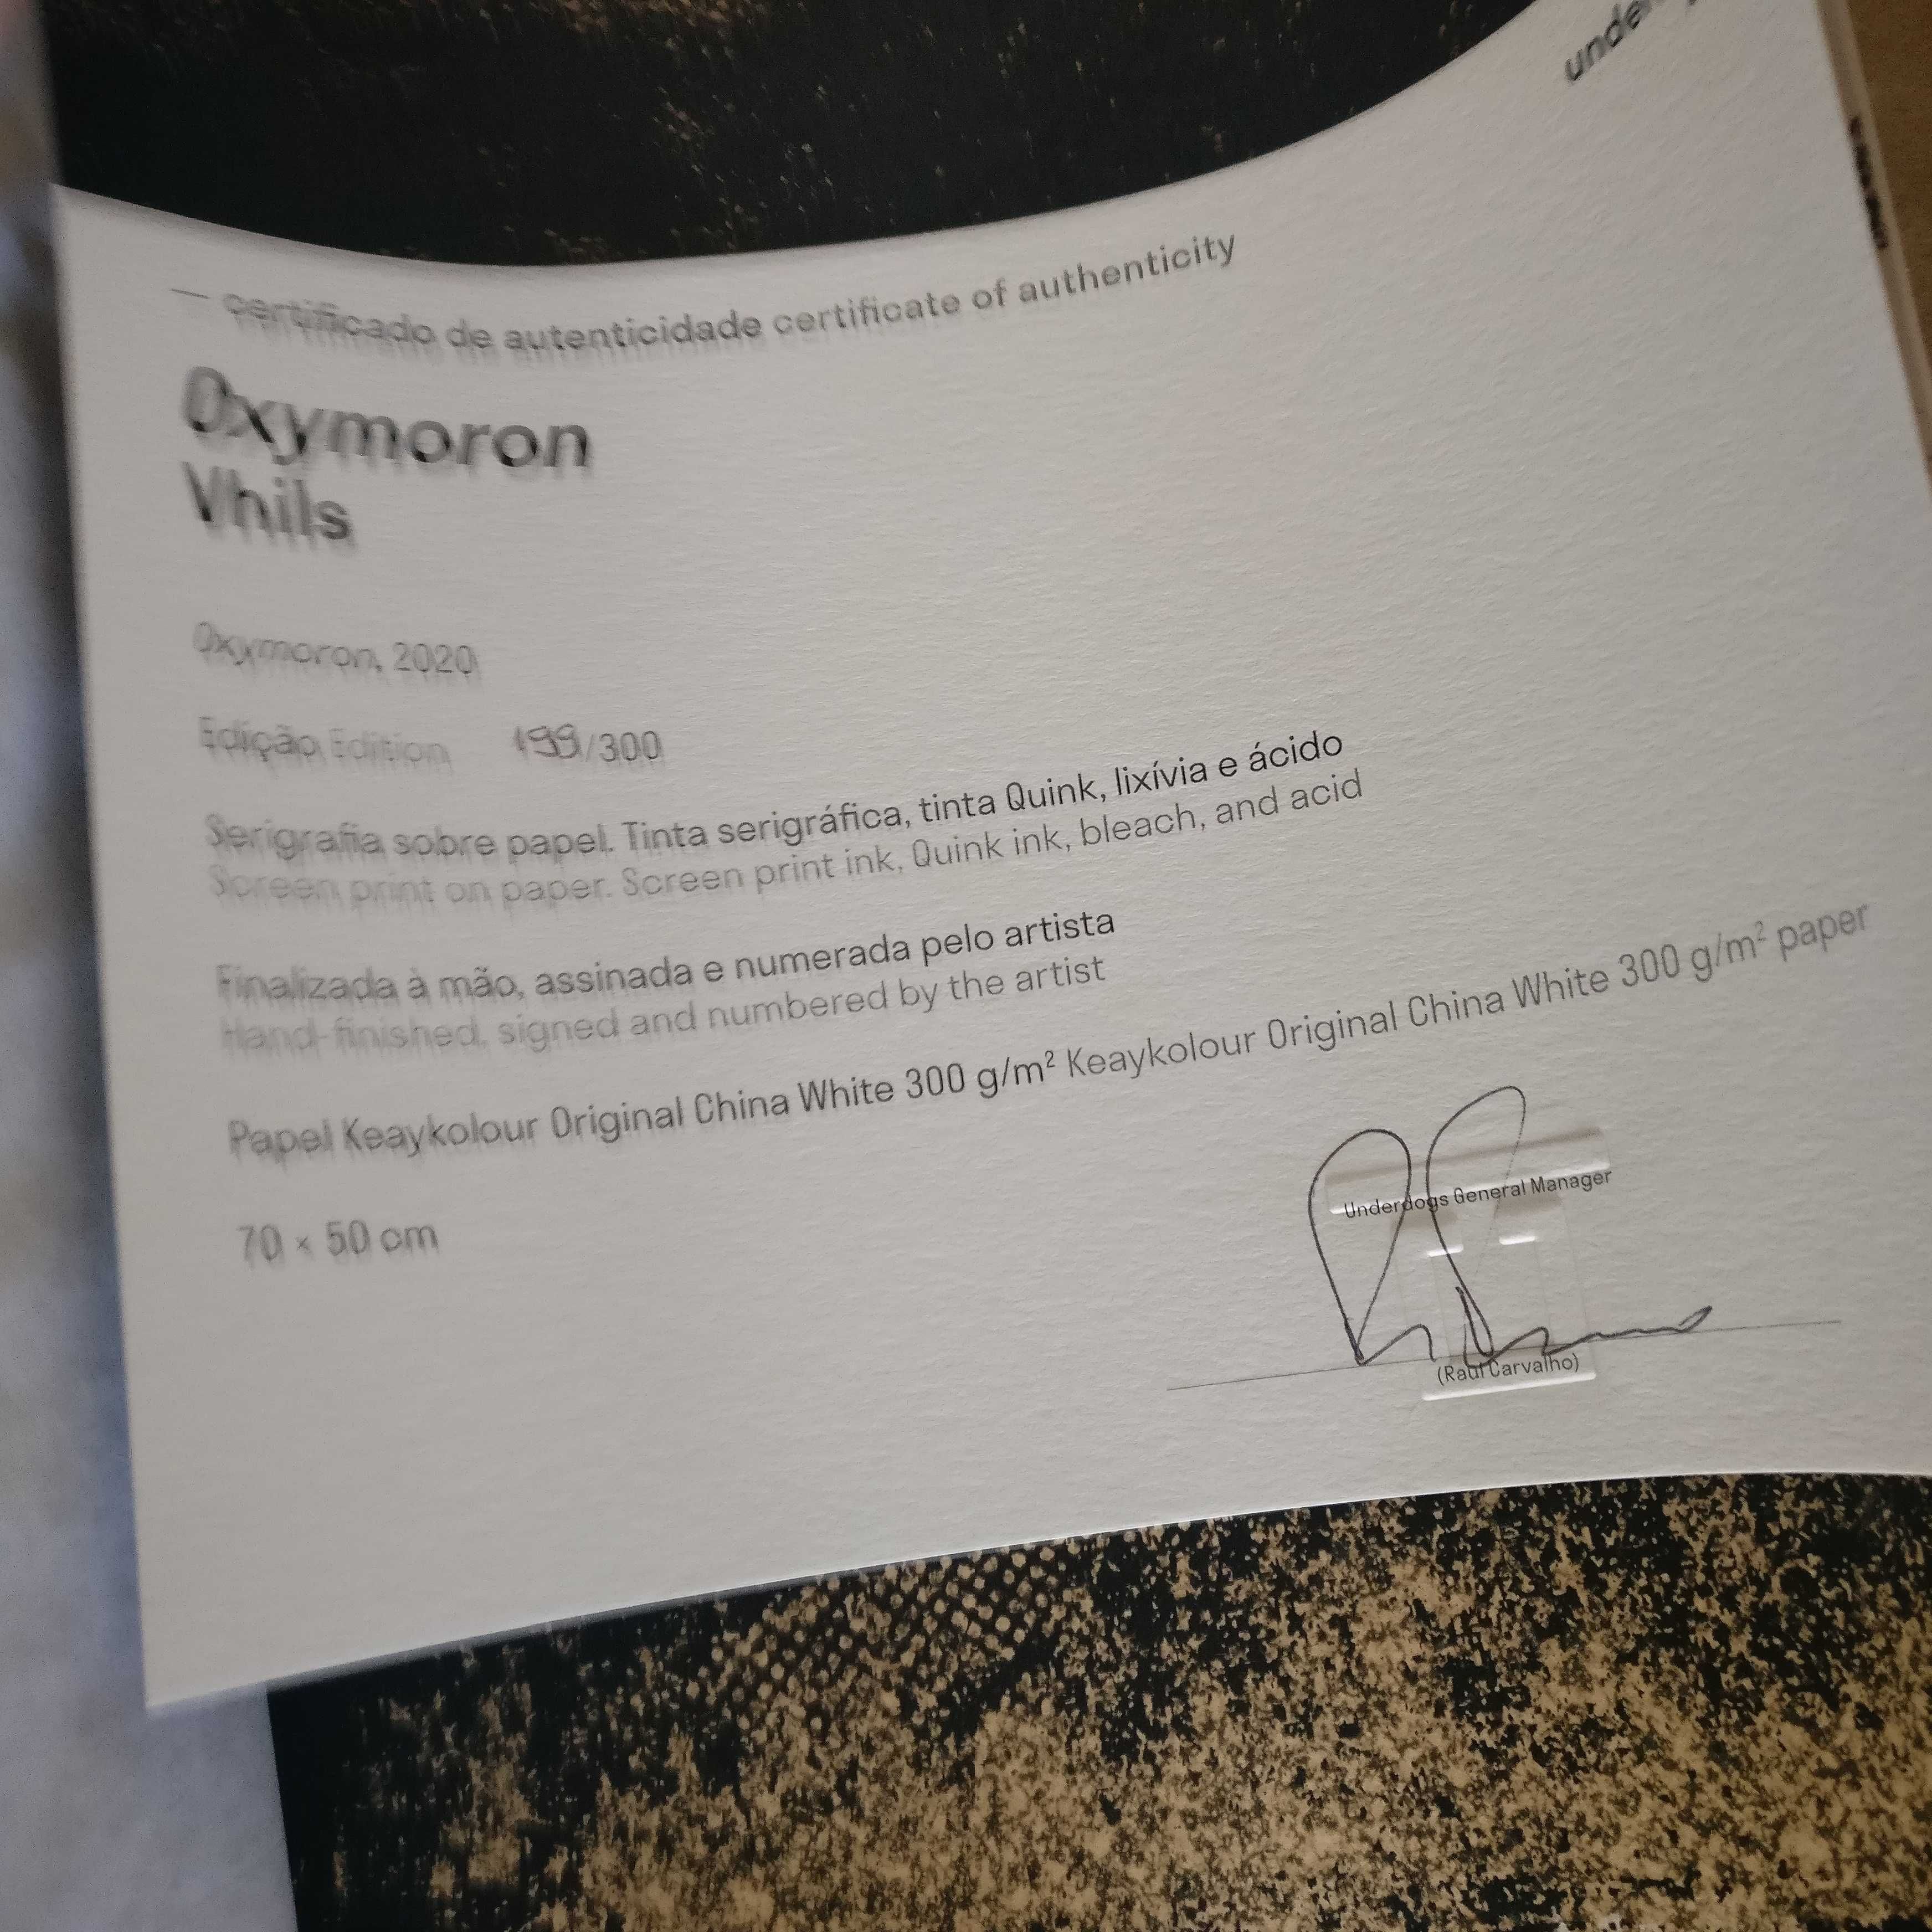 — certificado de autenticidade certificate of authenticity
Oxymoron
Vhils
Oxymoron, 2020
Edição Edition 199/300
Serigrafia sobre papel. Tinta serigráfica, tinta Quink, lixívia e ácido
Screen print on paper. Screen print ink, Quink ink, bleach, and acid
Finalizada à mão, assinada e numerada pelo artista
Hand-finished, signed and numbered by the artist
Papel Keaykolour Original China White 300 g/m² Keaykolour Original China White 300 g/m² paper
70 × 50 cm
Underdogs General Manager
(Raul Carvalho)